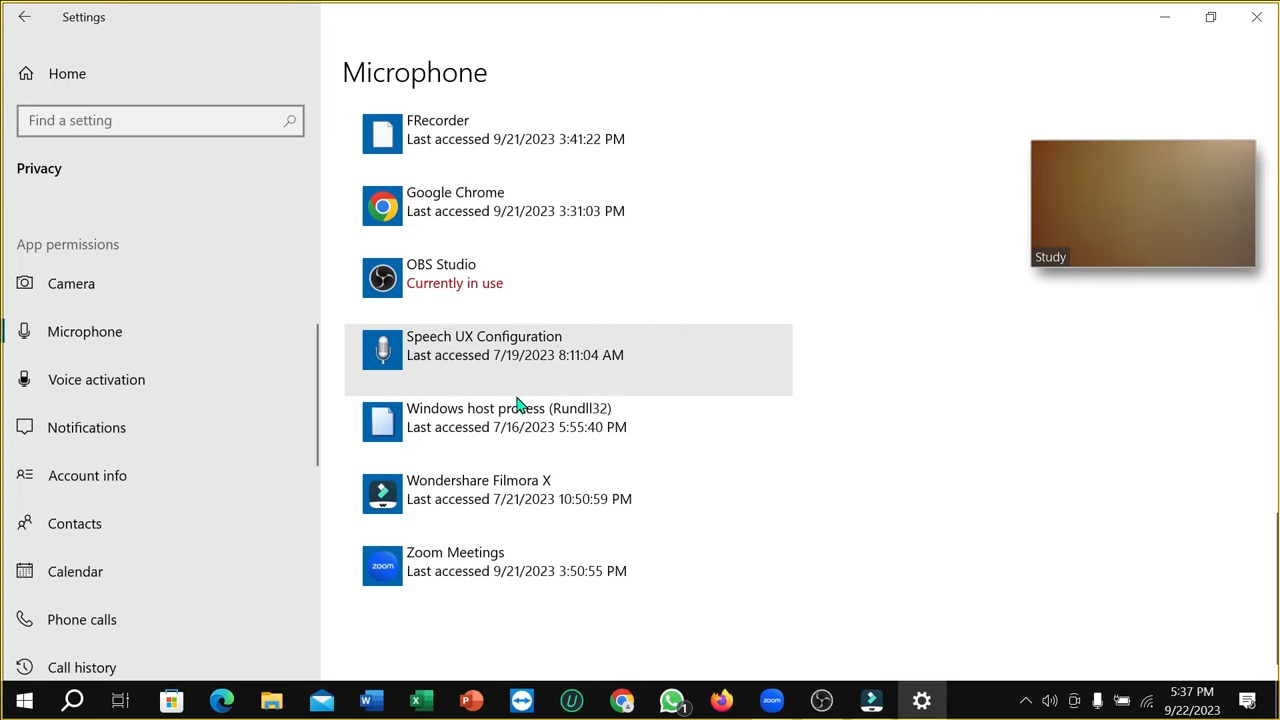 Settings
Home
Find a setting
Privacy
App permissions
Camera
Microphone
Voice activation
Notifications
Account info
Contacts
Calendar
Phone calls
Call history
Microphone
FRecorder
Last accessed 9/21/2023 3:41:22 PM
Google Chrome
Last accessed 9/21/2023 3:31:03 PM
OBS Studio
Currently in use
Speech UX Configuration
Last accessed 7/19/2023 8:11:04 AM
Windows host process (Rundll32)
Last accessed 7/16/2023 5:55:40 PM
Wondershare Filmora X
Last accessed 7/21/2023 10:50:59 PM
zoom
Zoom Meetings
Last accessed 9/21/2023 3:50:55 PM
Study
zoom
1
5:37 PM
9/22/2023